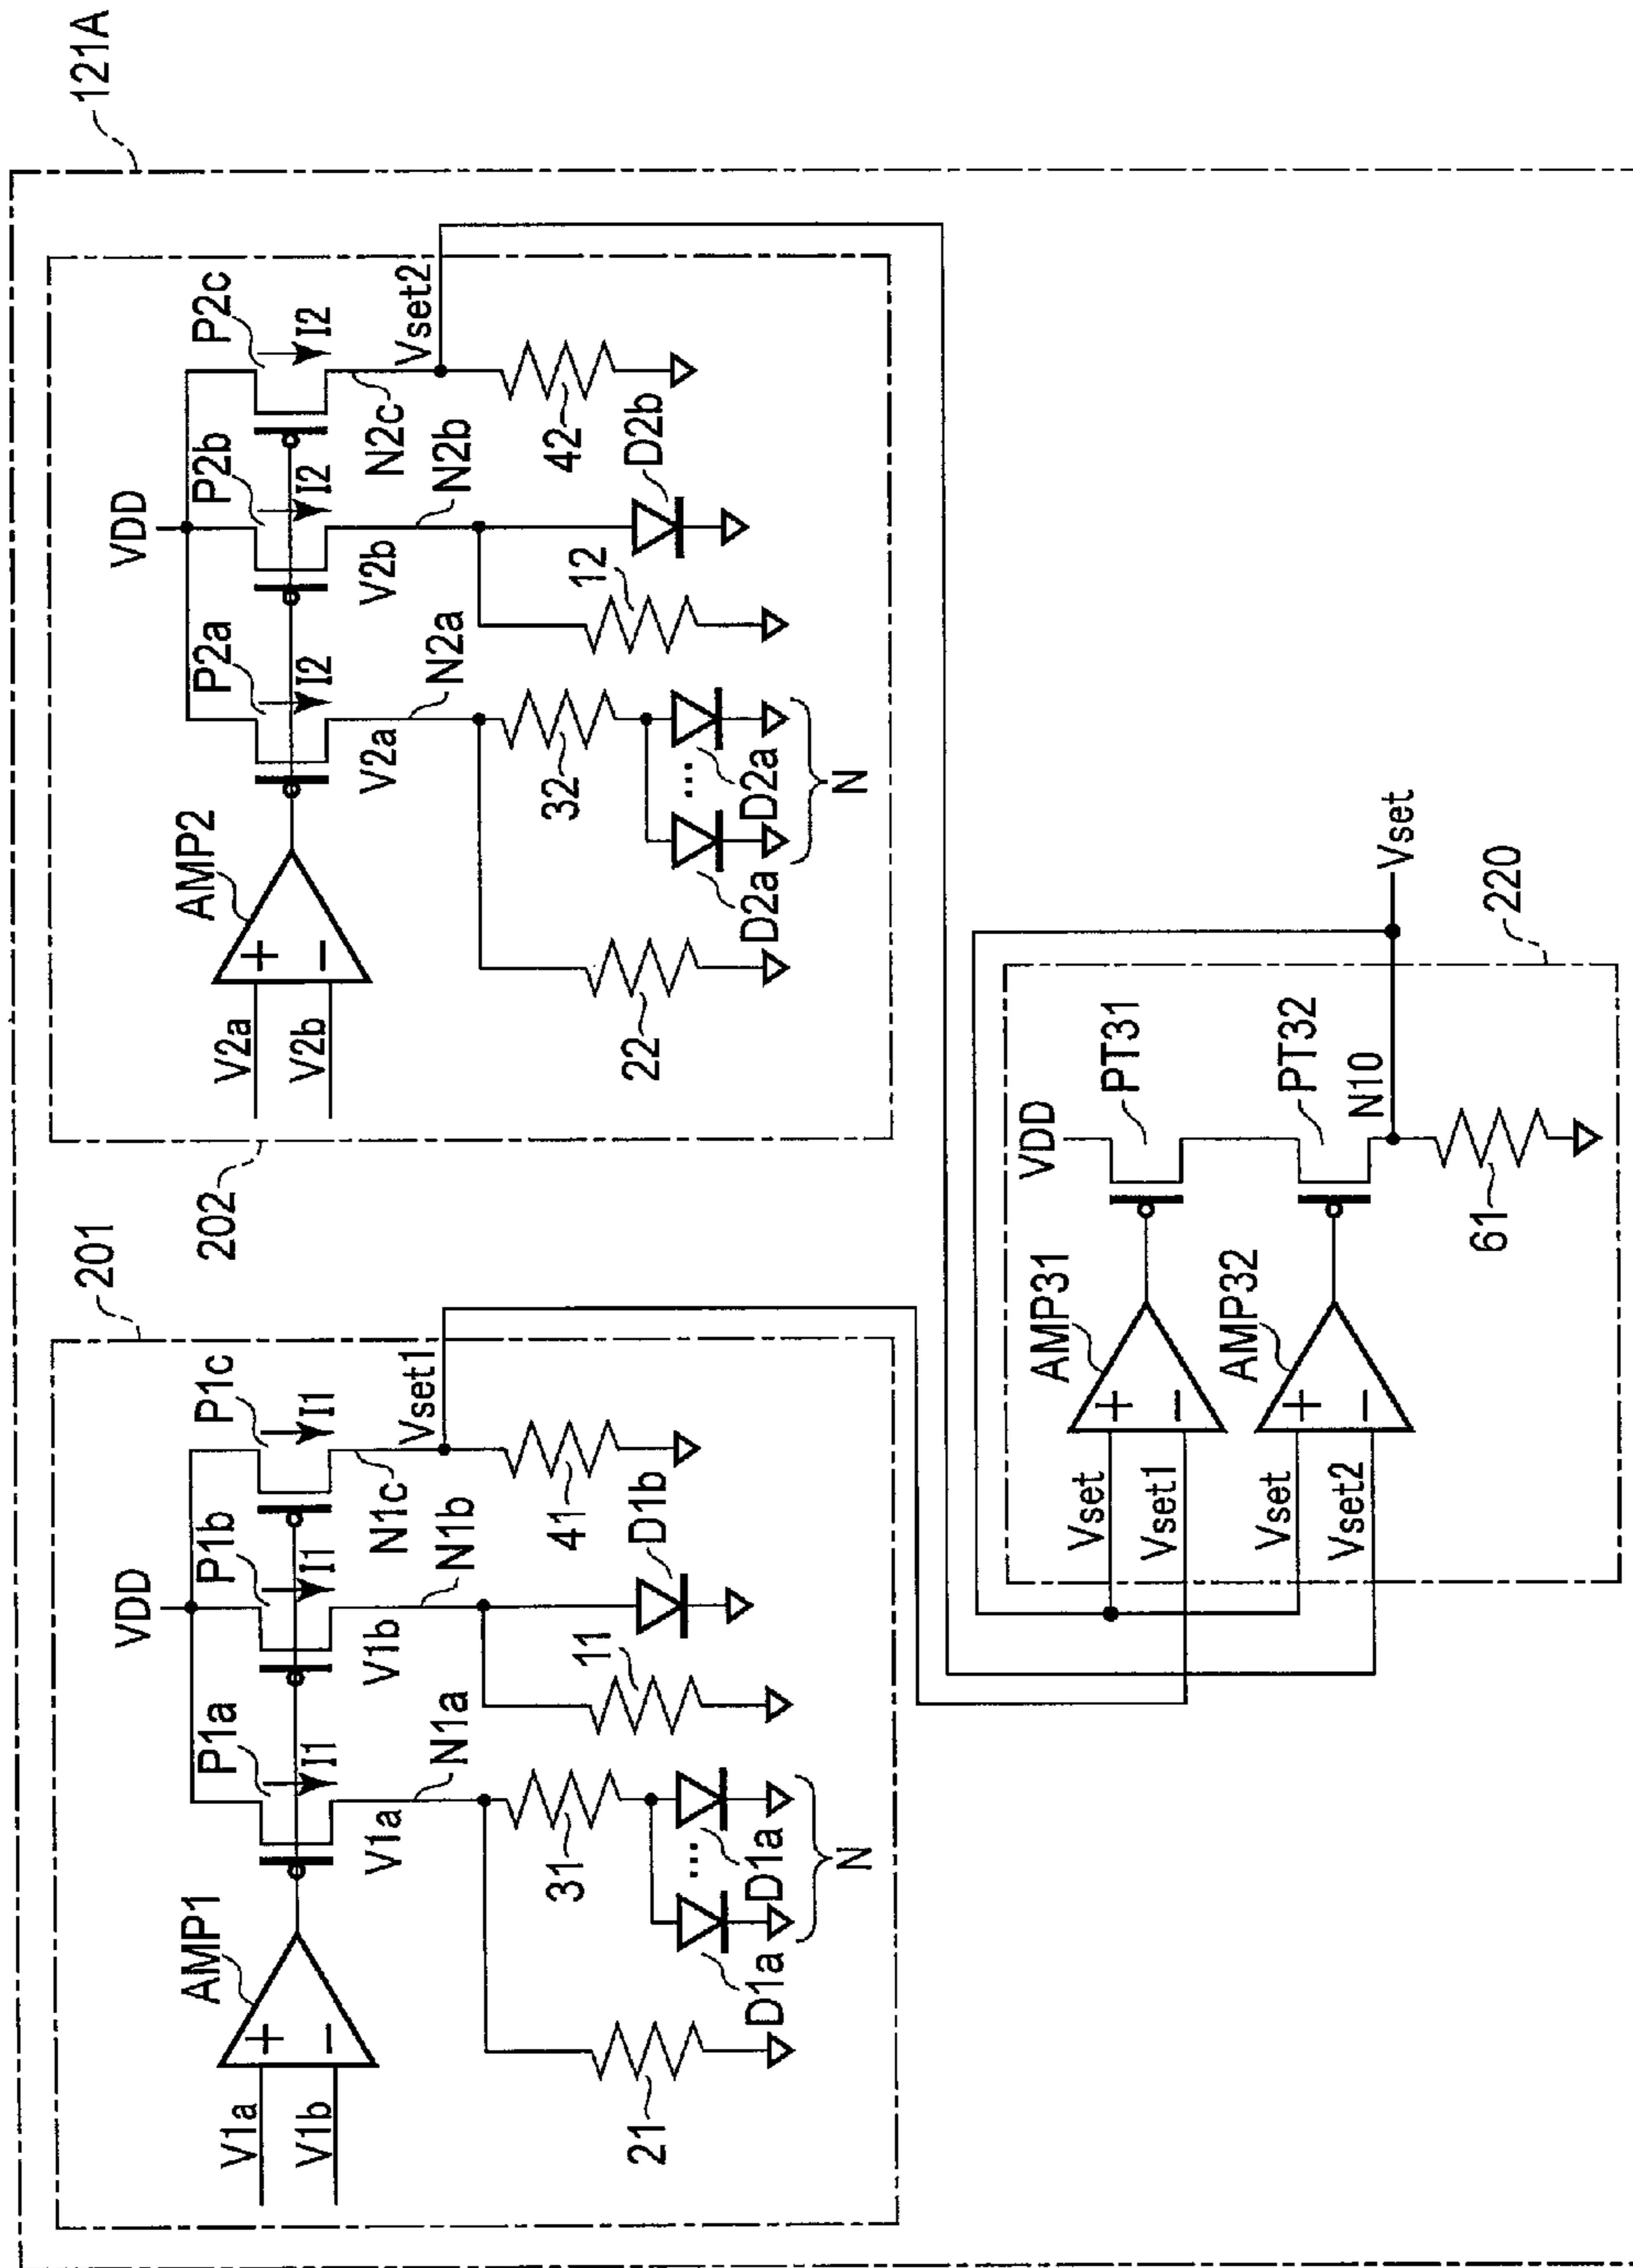 121A
201
VDD
P1a
P1b
P1c
AMP1
I1
I1
I1
V1a
V1b
+
−
V1a
V1b
Vset1
N1a
N1b
N1c
21
31
11
41
D1b
D1a
...
D1a
N
202
VDD
P2a
P2b
P2c
AMP2
I2
I2
I2
V2a
V2b
+
−
V2a
V2b
Vset2
N2a
N2b
N2c
22
32
12
42
D2b
D2a
...
D2a
N
220
VDD
AMP31
PT31
Vset
Vset1
+
−
AMP32
PT32
Vset
Vset2
+
−
N10
Vset
61